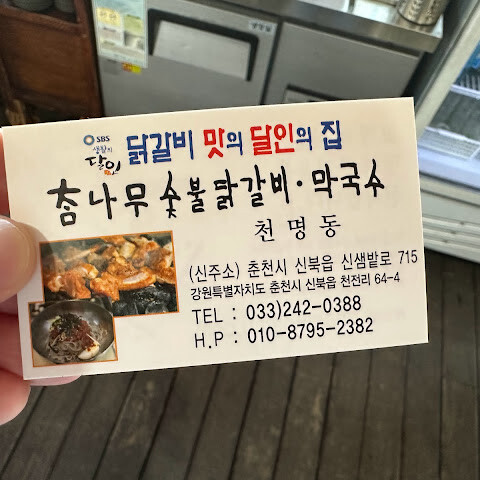 SBS
생활의
달인
닭갈비 맛의 달인의 집
참나무 숯불닭갈비·막국수
천명동
(신주소) 춘천시 신북읍 신샘밭로 715
강원특별자치도 춘천시 신북읍 천전리 64-4
TEL : 033)242-0388
H.P : 010-8795-2382